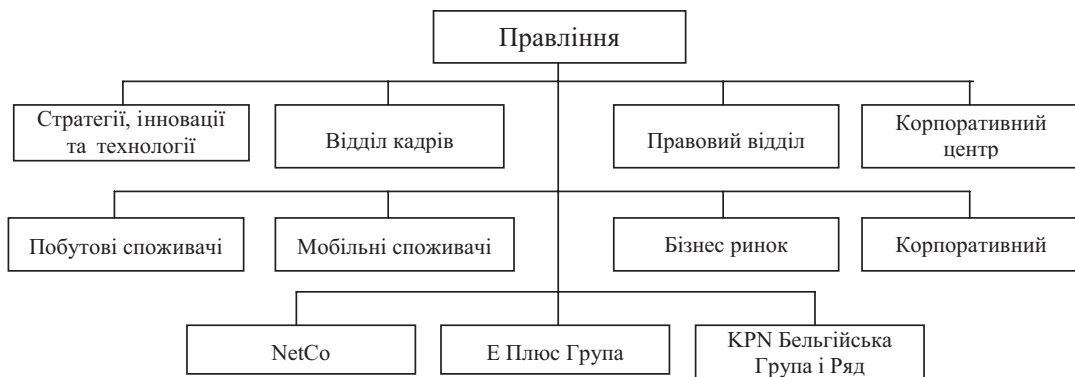 Правління
Стратегії, інновації
та технології
Відділ кадрів
Правовий відділ
Корпоративний
центр
Побутові споживачі
Мобільні споживачі
Бізнес ринок
Корпоративний
NetCo
Е Плюс Група
KPN Бельгійська
Група і Ряд